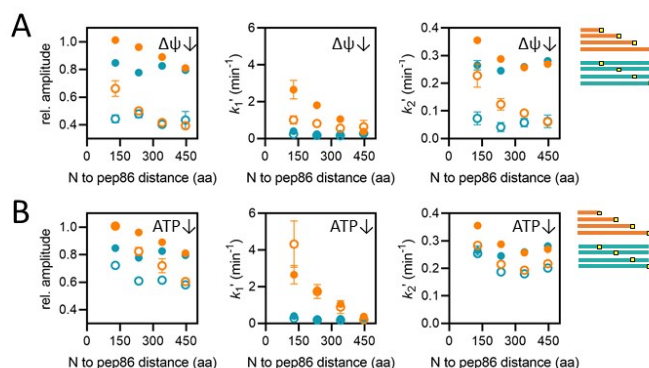 A
rel. amplitude
1.0
0.8
0.6
0.4
Δψ↓
0 150 300 450
N to pep86 distance (aa)
k1' (min-1)
6
4
2
0
Δψ↓
0 150 300 450
N to pep86 distance (aa)
k2' (min-1)
0.4
0.3
0.2
0.1
0.0
Δψ↓
0 150 300 450
N to pep86 distance (aa)
B
rel. amplitude
1.0
0.8
0.6
0.4
ATP↓
0 150 300 450
N to pep86 distance (aa)
k1' (min-1)
6
4
2
0
ATP↓
0 150 300 450
N to pep86 distance (aa)
k2' (min-1)
0.4
0.3
0.2
0.1
0.0
ATP↓
0 150 300 450
N to pep86 distance (aa)